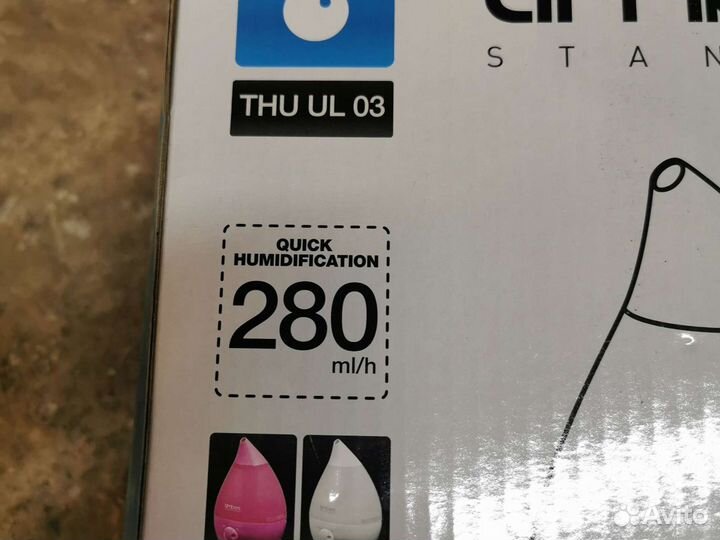 THU UL 03
S T A N
QUICK
HUMIDIFICATION
280
ml/h
Avito